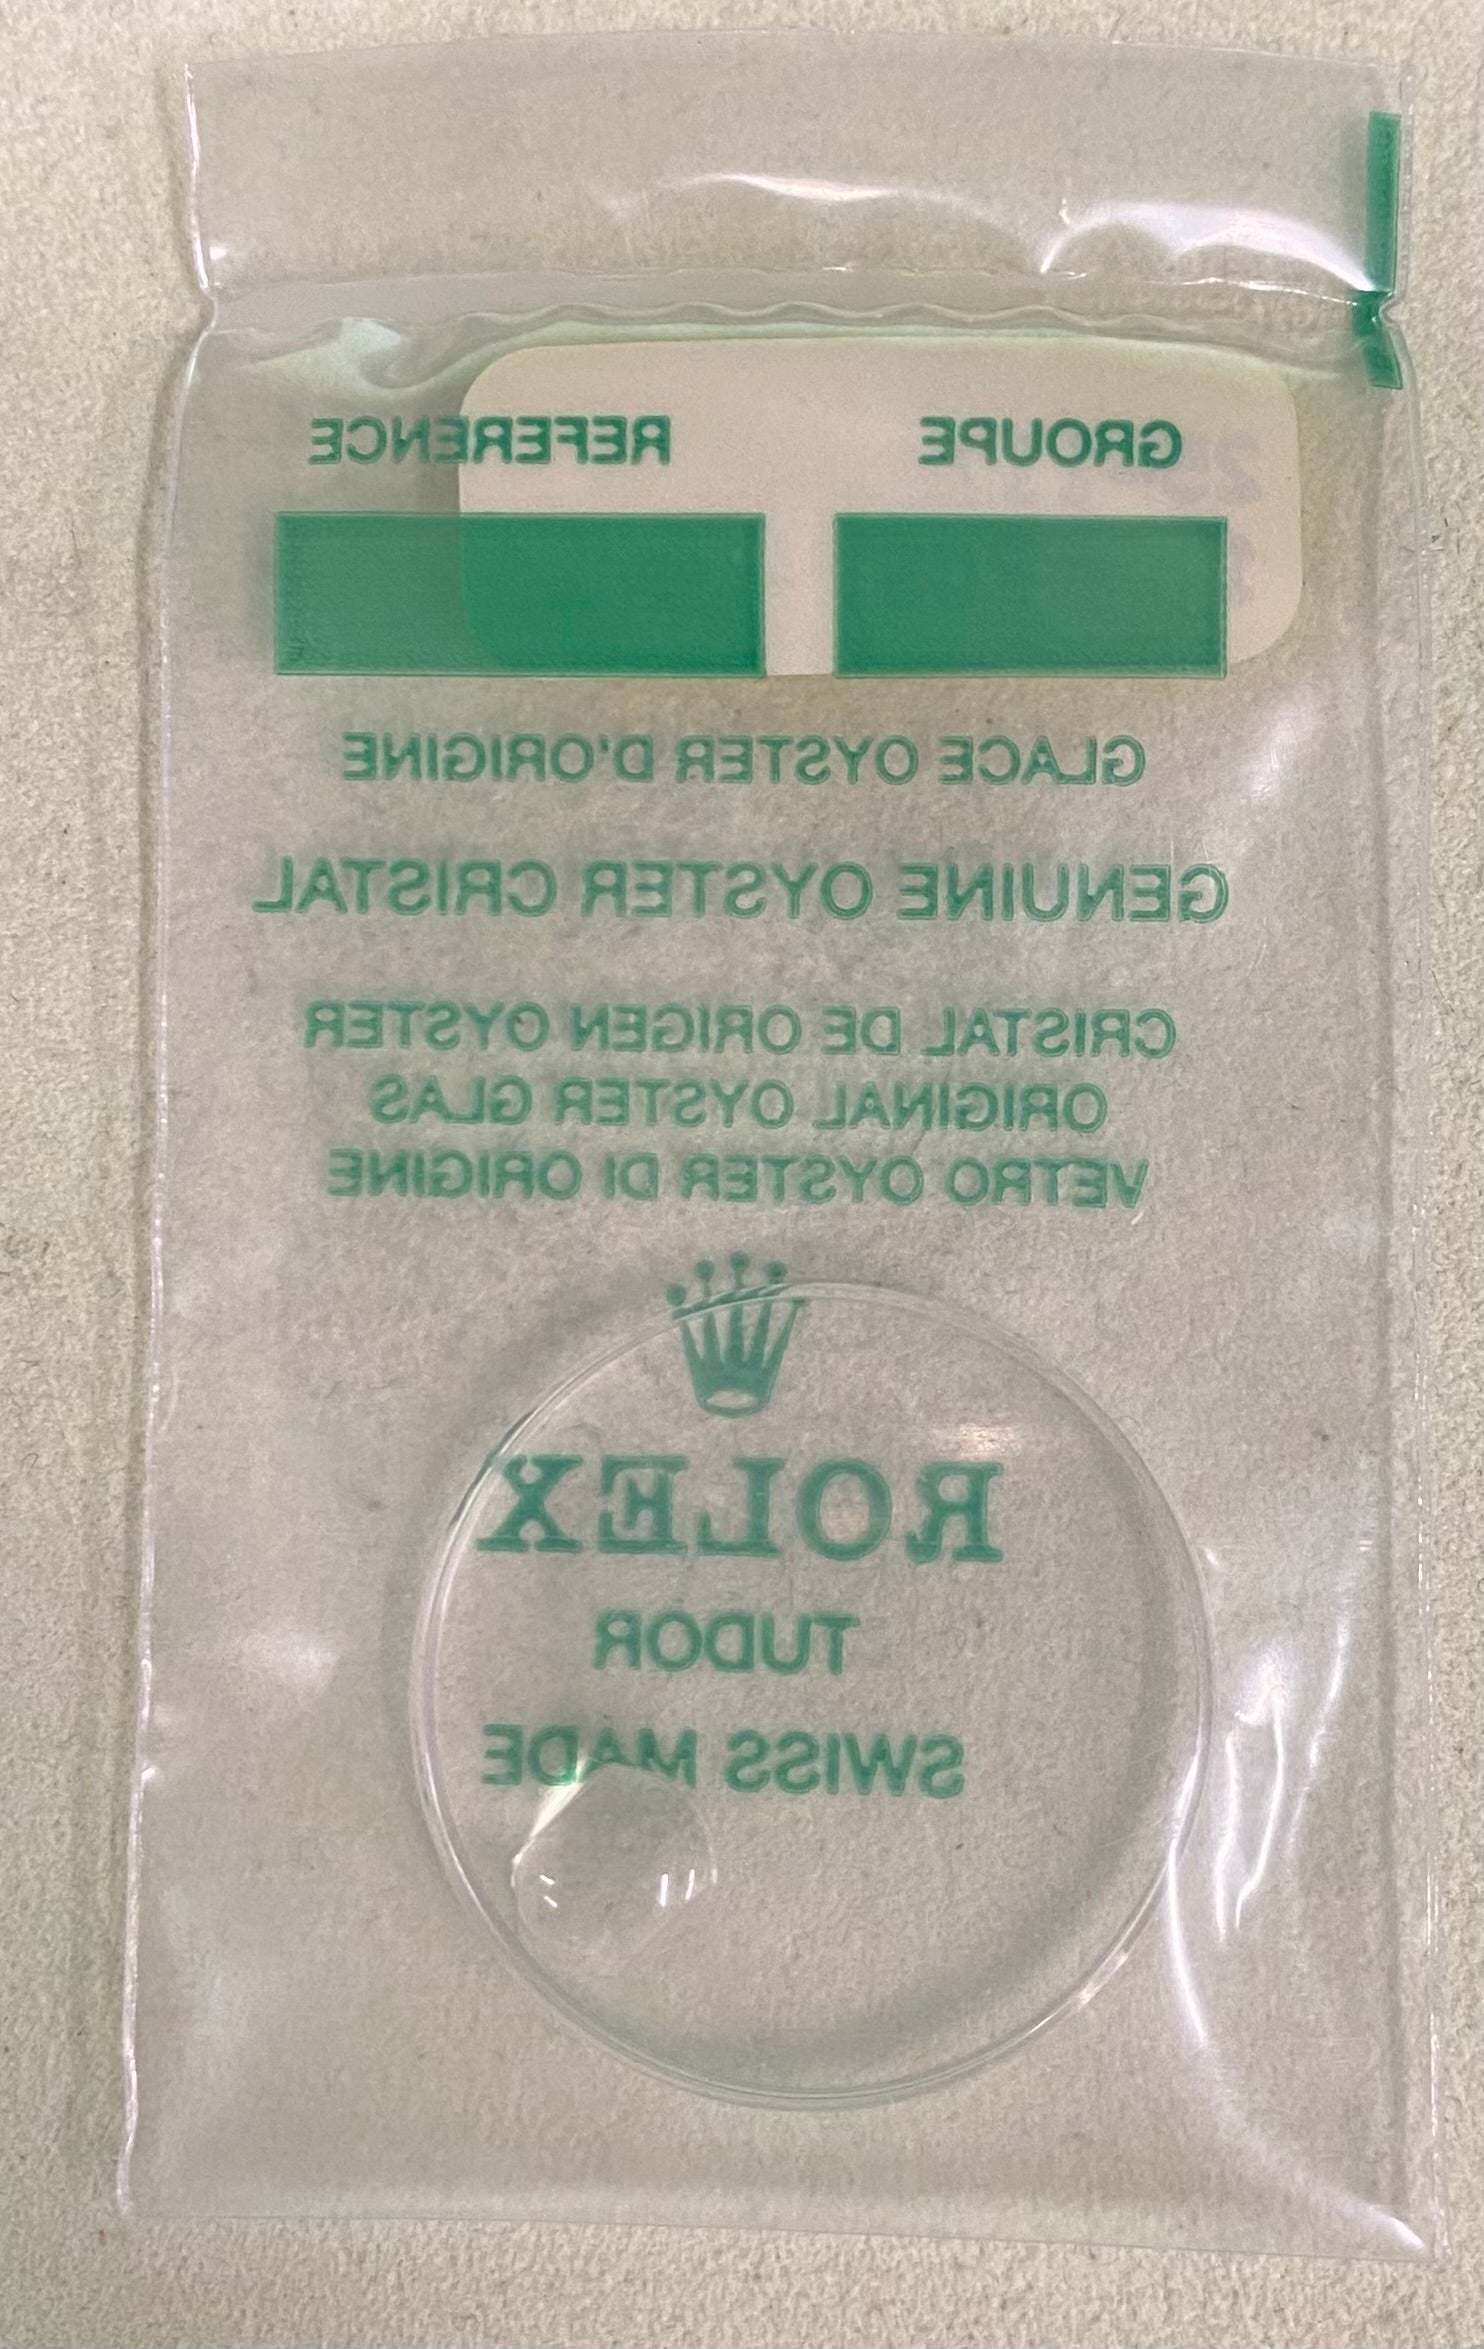 GROUPE REFERENCE
GLACE OYSTER D'ORIGINE
GENUINE OYSTER CRISTAL
CRISTAL DE ORIGEN OYSTER
ORIGINAL OYSTER GLAS
VETRO OYSTER DI ORIGINE
ROLEX
TUDOR
SWISS MADE